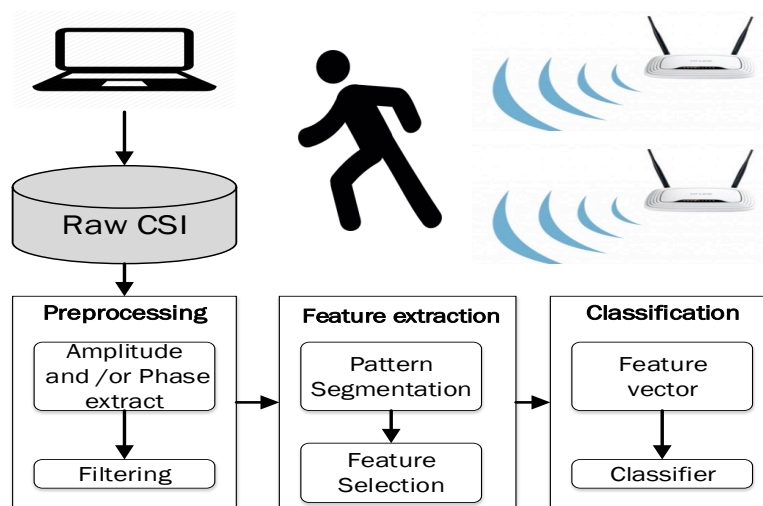 Raw CSI
Preprocessing
Amplitude
and /or Phase
extract
Filtering
Feature extraction
Pattern
Segmentation
Feature
Selection
Classification
Feature
vector
Classifier